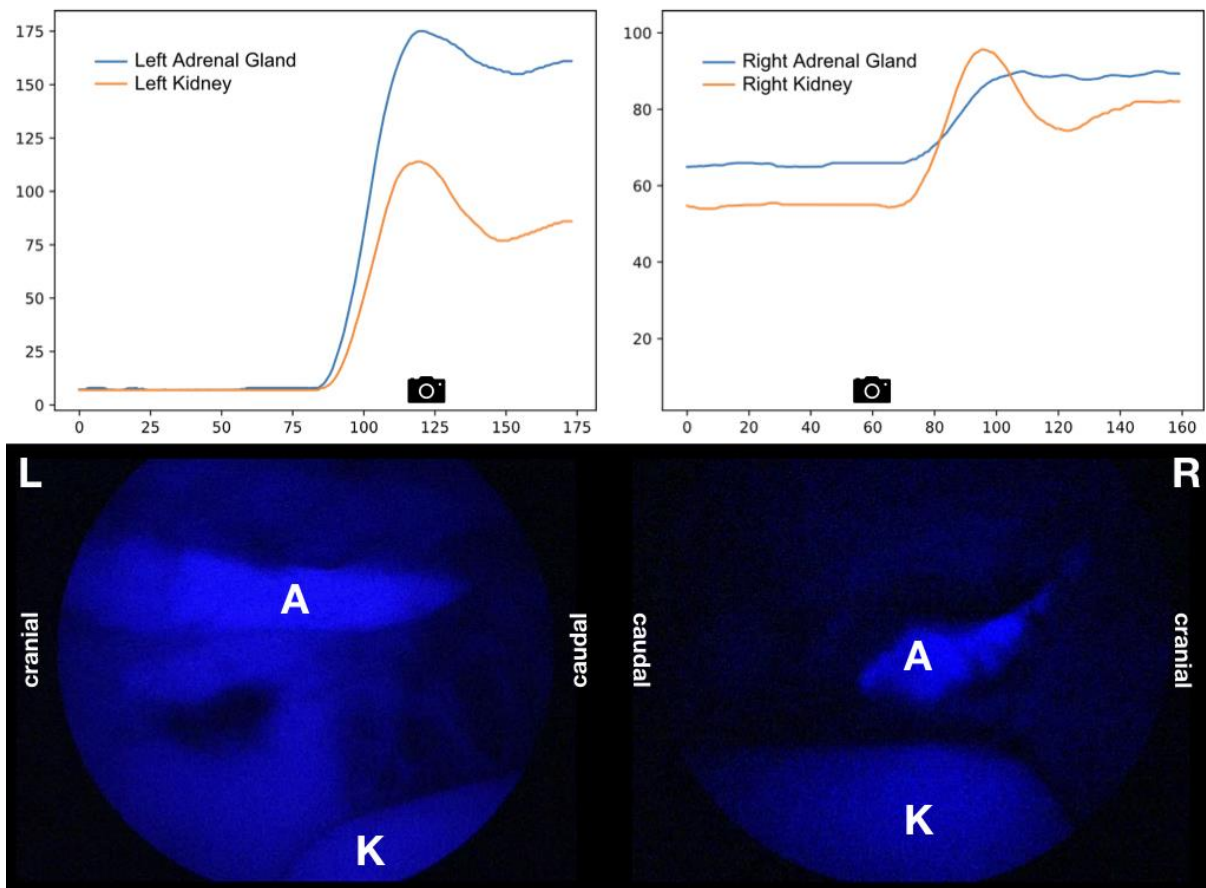 175
150
125
100
75
50
25
0
Left Adrenal Gland
Left Kidney
0 25 50 75 100 125 150 175
100
80
60
40
20
Right Adrenal Gland
Right Kidney
0 20 40 60 80 100 120 140 160
L
R
cranial
A
K
caudal
caudal
A
K
cranial